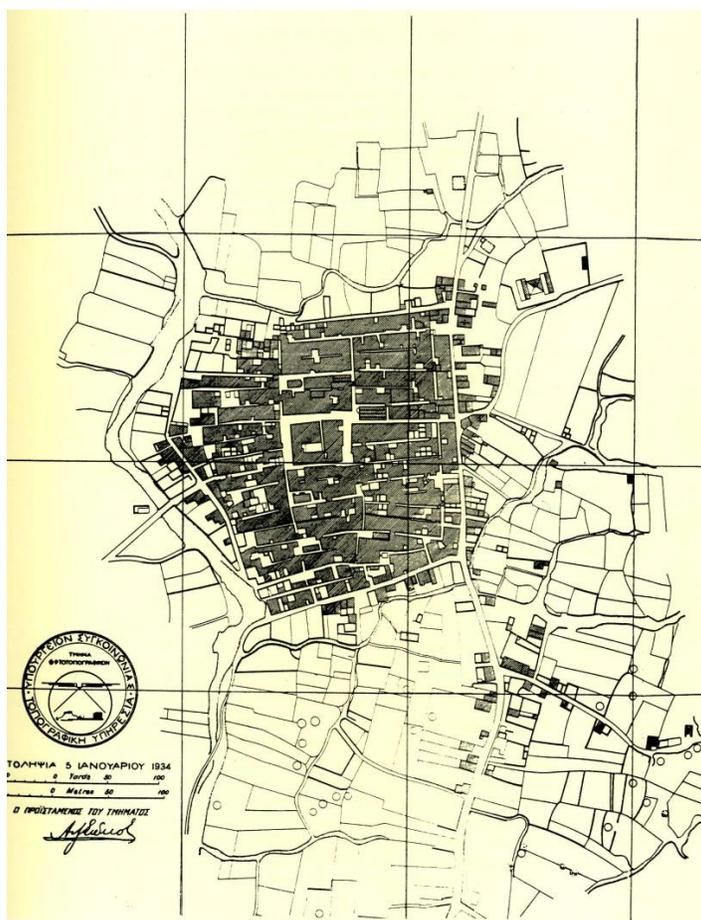 ΥΠΟΥΡΓΕΙΟΝ ΣΥΓΚΟΙΝΩΝΙΑΣ
ΤΜΗΜΑ
ΦΩΤΟΤΟΠΟΓΡΑΦΙΚΟΝ
ΤΟΠΟΓΡΑΦΙΚΗ ΥΠΗΡΕΣΙΑ
ΤΟΛΗΨΙΑ 5 ΙΑΝΟΥΑΡΙΟΥ 1934
0 Yards 50 100
0 Metres 50 100
Ο ΠΡΟΪΣΤΑΜΕΝΟΣ ΤΟΥ ΤΜΗΜΑΤΟΣ